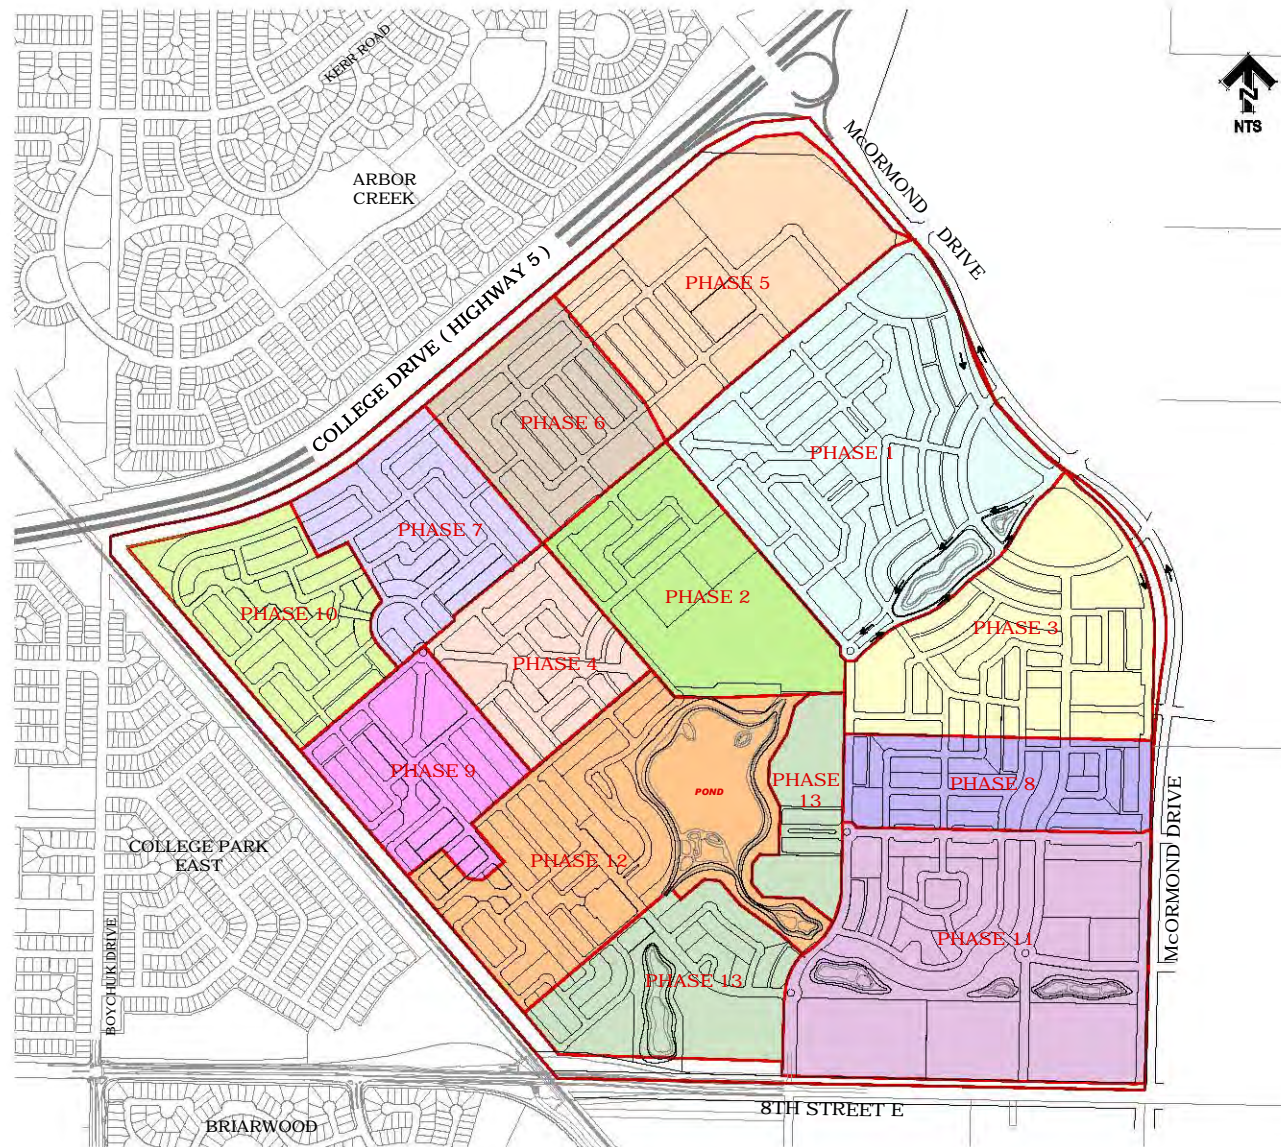 KERR ROAD
ARBOR
CREEK
McORMOND DRIVE
N
NTS
COLLEGE DRIVE ( HIGHWAY 5 )
PHASE 5
PHASE 6
PHASE 1
PHASE 7
PHASE 2
PHASE 10
PHASE 3
PHASE 4
PHASE 9
PHASE
13
PHASE 8
POND
McORMOND DRIVE
COLLEGE PARK
EAST
PHASE 12
BOYCHUK DRIVE
PHASE 11
PHASE 13
8TH STREET E
BRIARWOOD